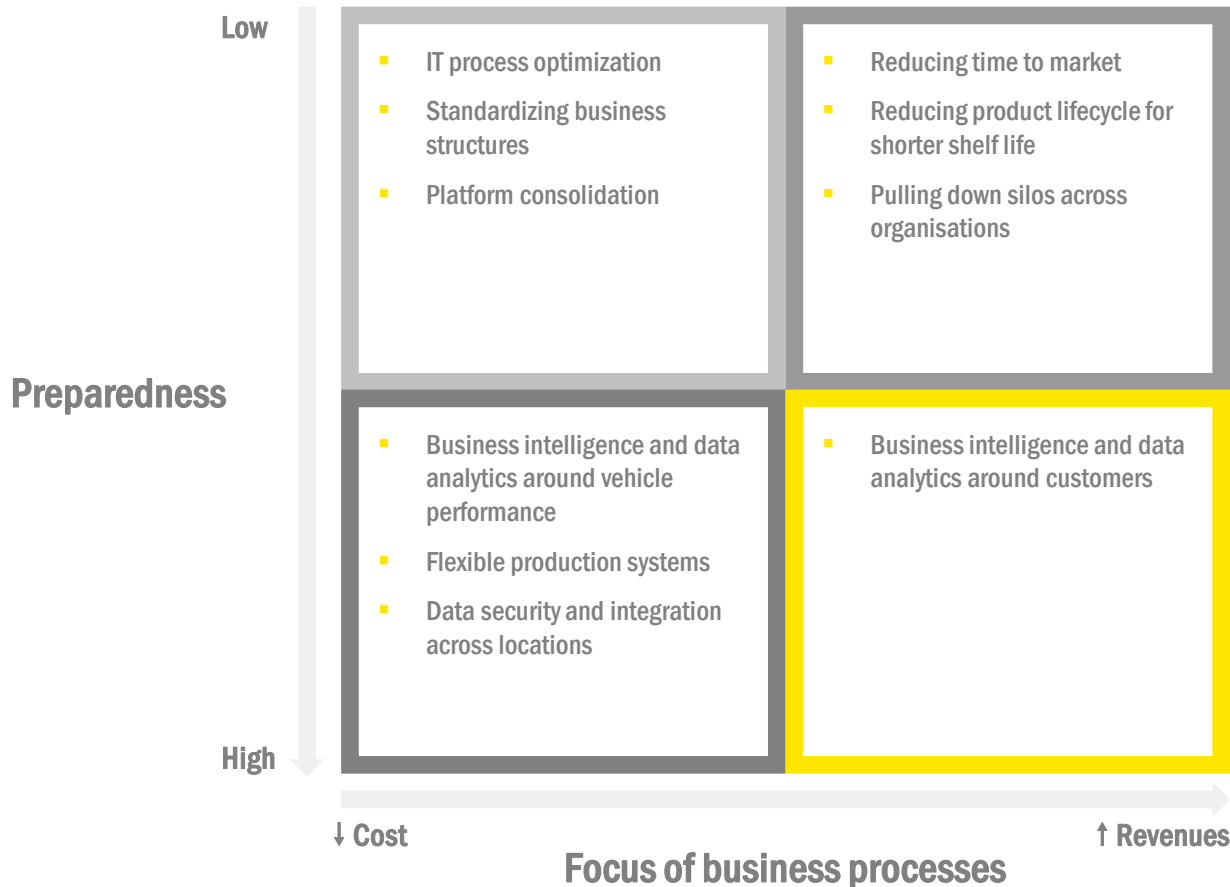 Low
▪ IT process optimization
▪ Standardizing business
structures
▪ Platform consolidation
▪ Reducing time to market
▪ Reducing product lifecycle for
shorter shelf life
▪ Pulling down silos across
organisations
Preparedness
▪ Business intelligence and data
analytics around vehicle
performance
▪ Flexible production systems
▪ Data security and integration
across locations
▪ Business intelligence and data
analytics around customers
High
↓ Cost
↑ Revenues
Focus of business processes